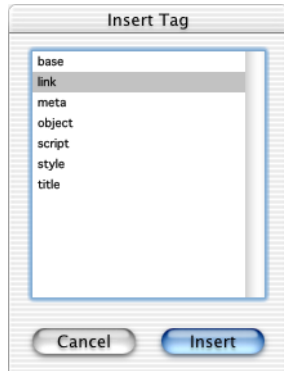 Insert Tag
base
link
meta
object
script
style
title
Cancel
Insert